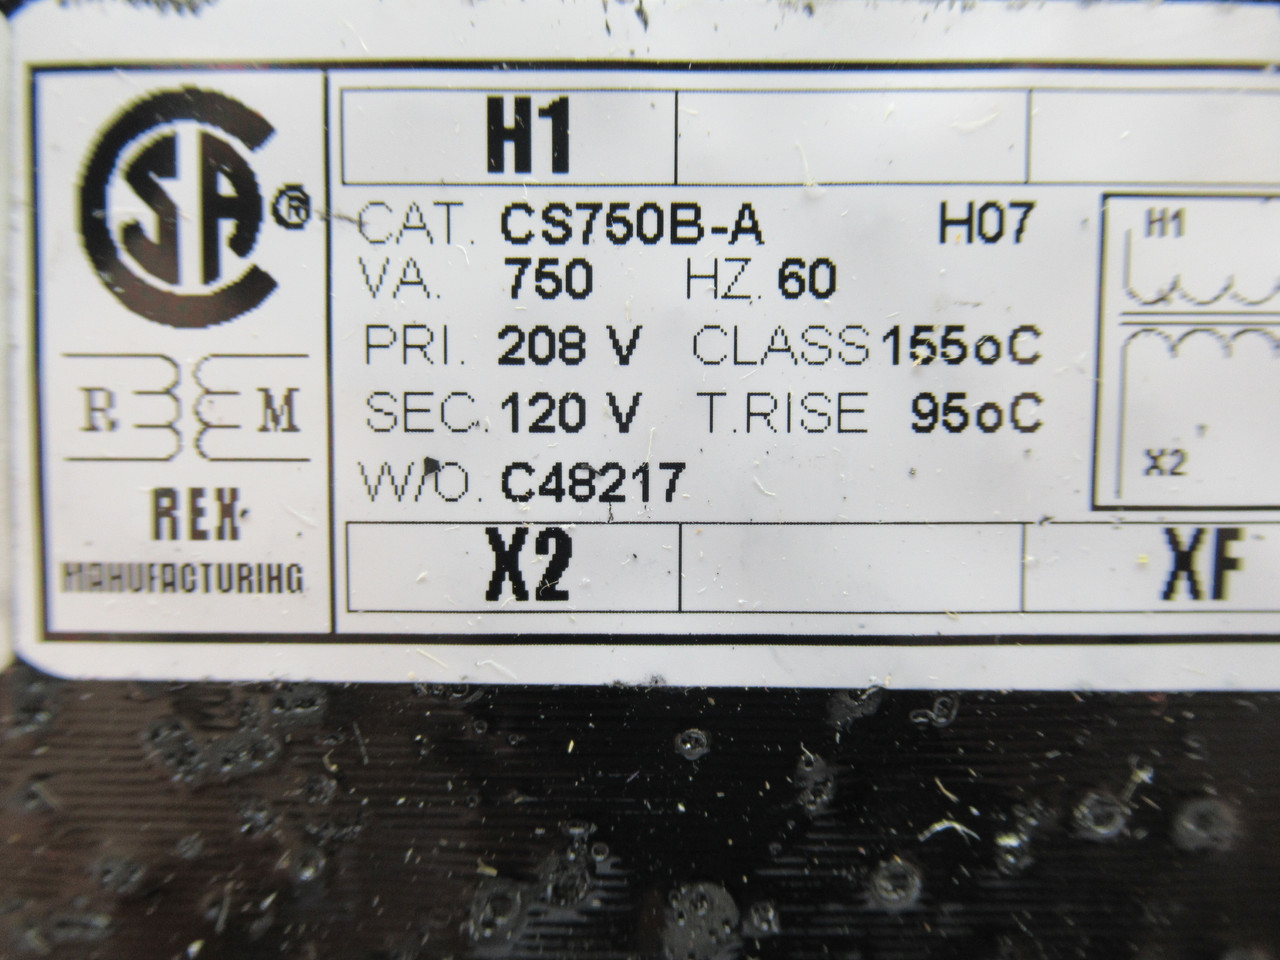 CSA®
H1
CAT. CS750B-A H07
VA. 750 HZ. 60
PRI. 208 V CLASS 155oC
SEC. 120 V T.RISE 95oC
W/O. C48217
H1
X2
R M
REX
MANUFACTURING
X2 XF